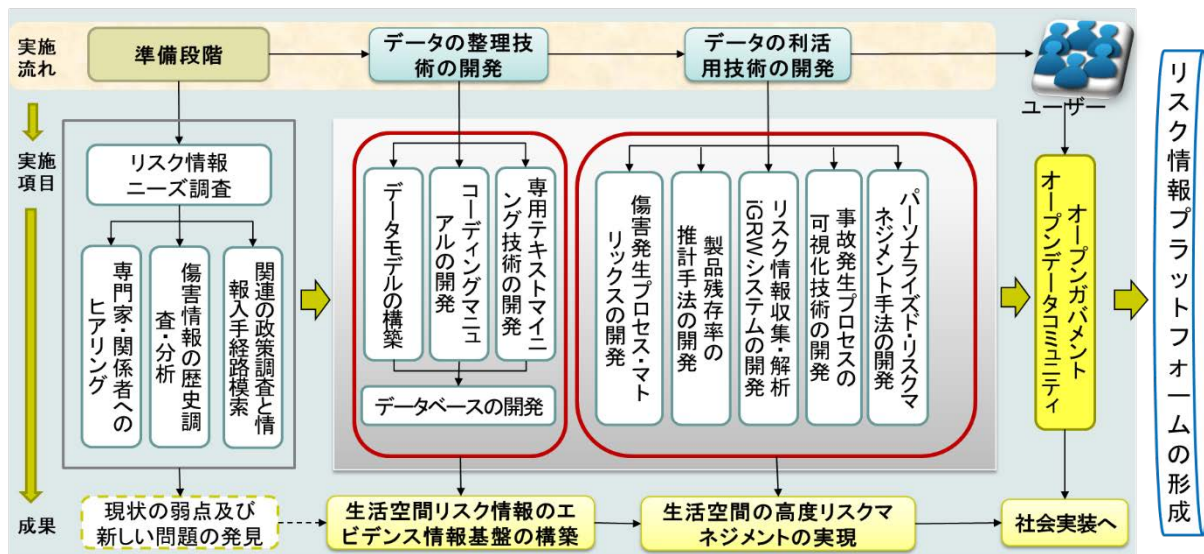 実施
流れ
準備段階
データの整理技
術の開発
データの利活
用技術の開発
ユーザー
実施
項目
リスク情報
ニーズ調査
専門家・関係者への
ヒアリング
傷害情報の歴史調
査・分析
関連の政策調査と情
報入手経路模索
データモデルの構築
コーディングマニュ
アルの開発
専用テキストマイニ
ング技術の開発
データベースの開発
傷害発生プロセス・マト
リックスの開発
製品残存率の
推計手法の開発
リスク情報収集・解析
iGRWシステムの開発
事故発生プロセスの
可視化技術の開発
パーソナライズド・リスクマ
ネジメント手法の開発
オープンガバメント
オープンデータコミュニティ
リスク情報プラットフォームの形成
成果
現状の弱点及び
新しい問題の発見
生活空間リスク情報のエ
ビデンス情報基盤の構築
生活空間の高度リスクマ
ネジメントの実現
社会実装へ